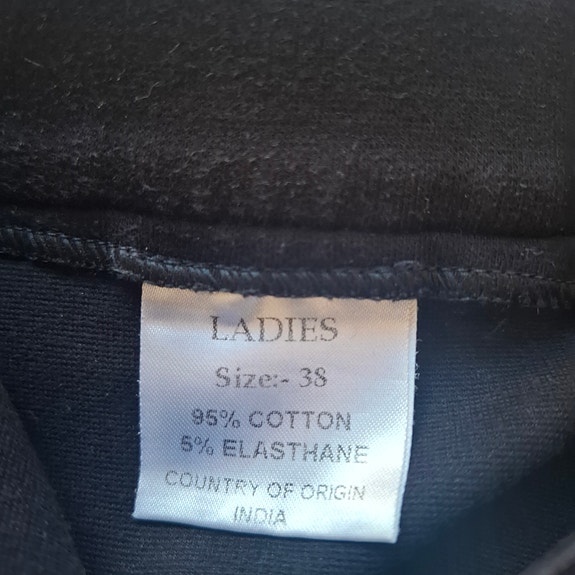 LADIES
Size:- 38
95% COTTON
5% ELASTHANE
COUNTRY OF ORIGIN
INDIA